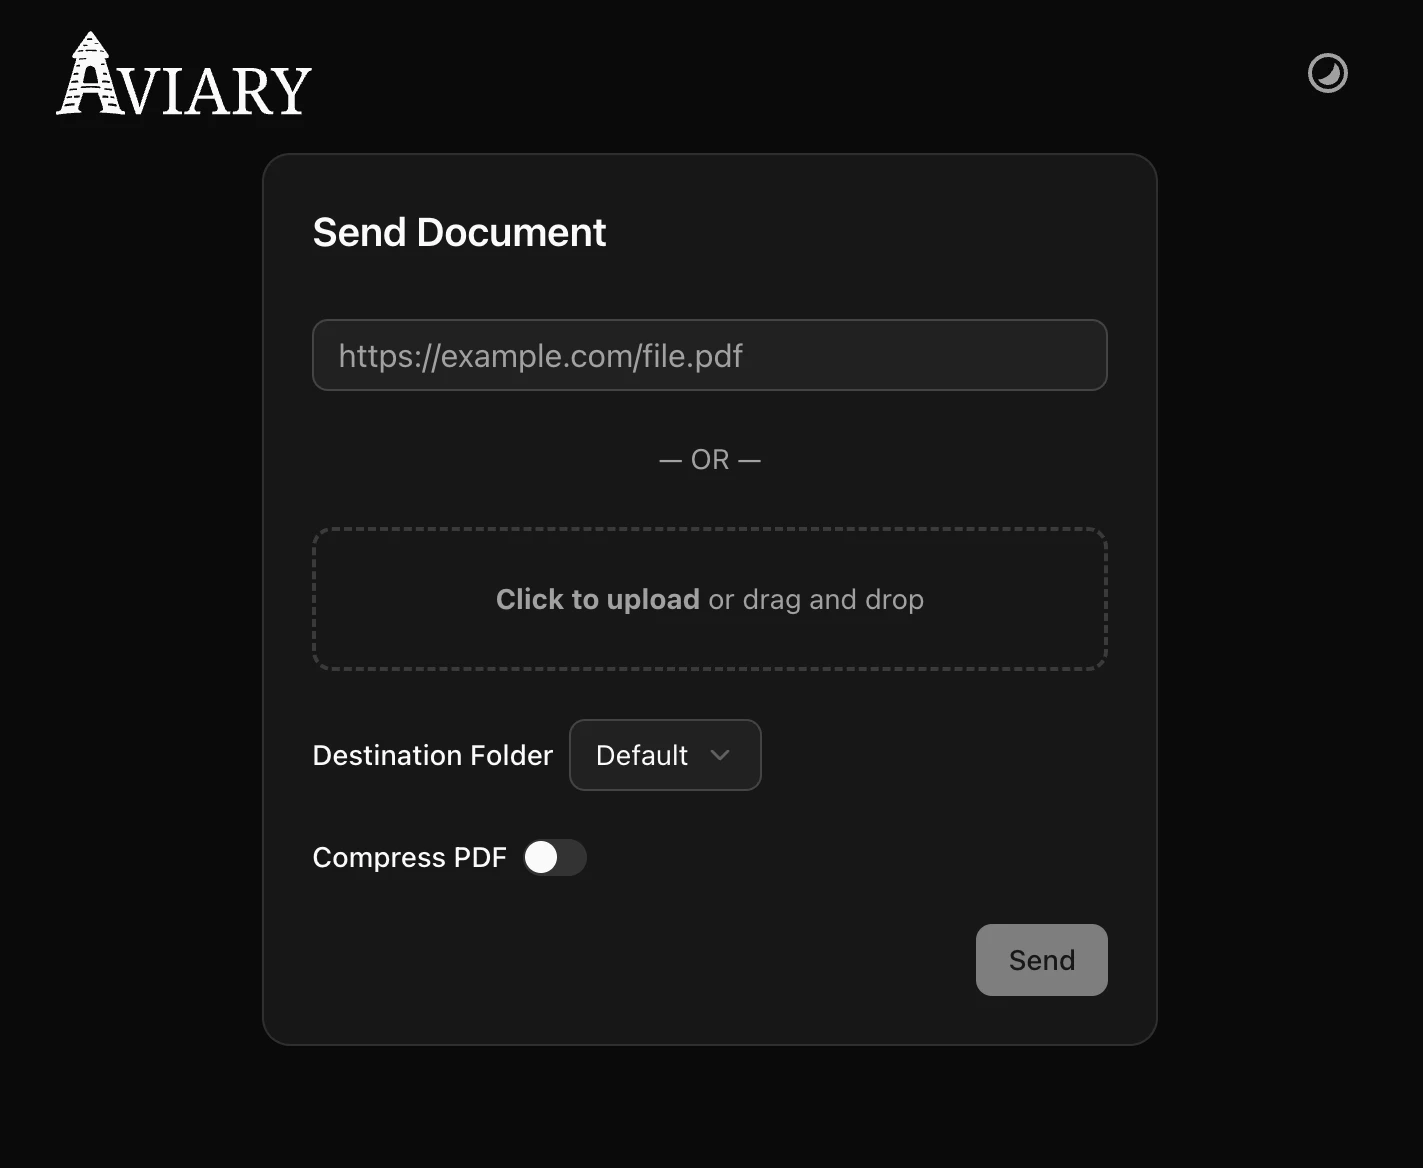 AVIARY
Send Document
https://example.com/file.pdf
— OR —
Click to upload or drag and drop
Destination Folder Default
Compress PDF
Send